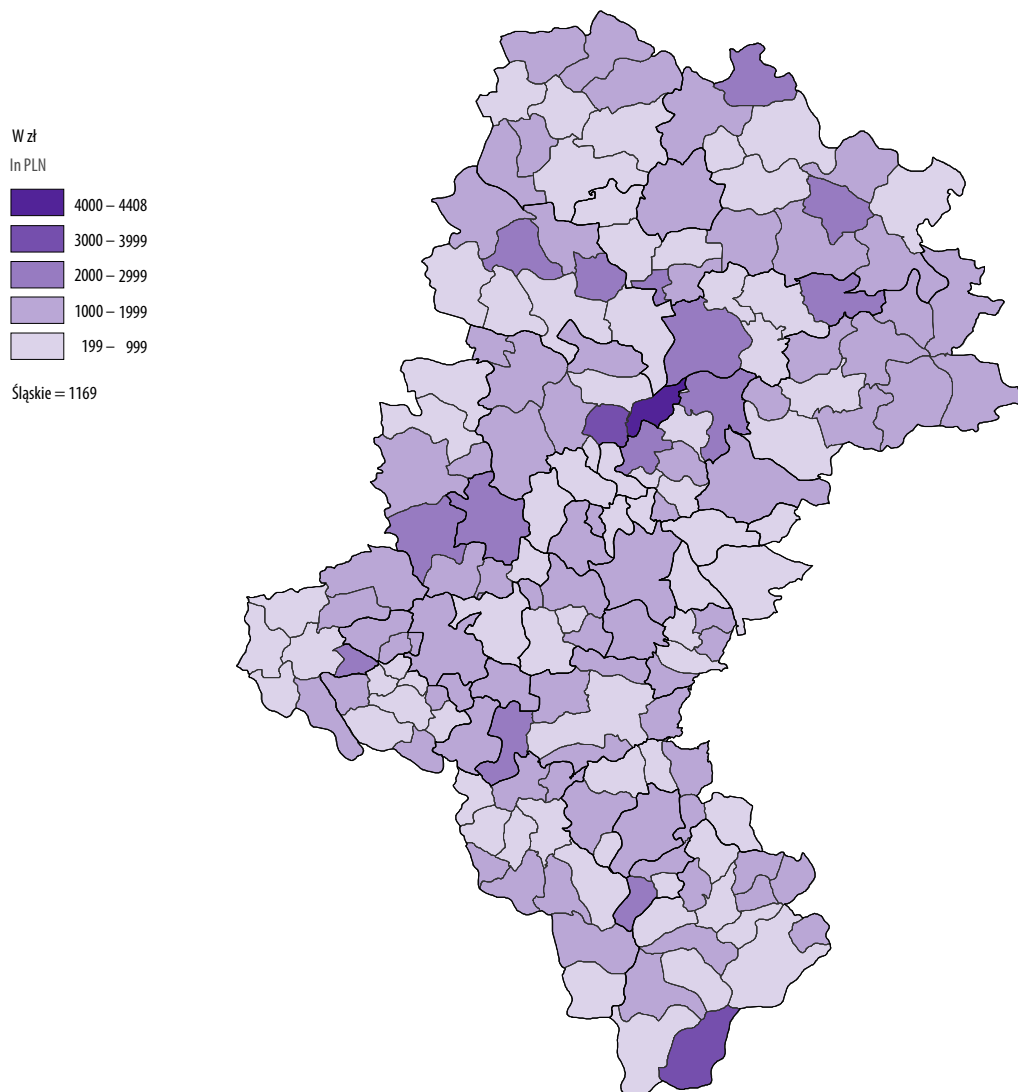 W zł
In PLN
4000 – 4408
3000 – 3999
2000 – 2999
1000 – 1999
199 – 999
Śląskie = 1169